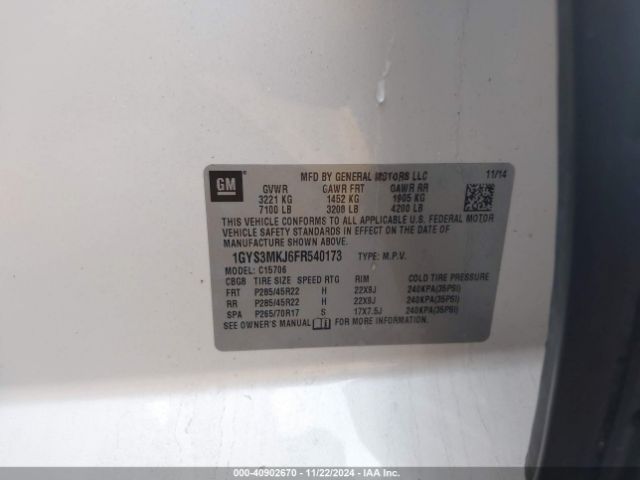 GM
MFD BY GENERAL MOTORS LLC 11/14
GVWR GAWR FRT GAWR RR
3221 KG 1452 KG 1905 KG
7100 LB 3200 LB 4200 LB
THIS VEHICLE CONFORMS TO ALL APPLICABLE U.S. FEDERAL MOTOR
VEHICLE SAFETY STANDARDS IN EFFECT ON THE DATE OF
MANUFACTURE SHOWN ABOVE.
1GYS3MKJ6FR540173 TYPE: M.P.V.
MODEL: C15706
CBGB TIRE SIZE SPEED RTG RIM COLD TIRE PRESSURE
FRT P285/45R22 H 22X9J 240KPA(35PSI)
RR P285/45R22 H 22X9J 240KPA(35PSI)
SPA P265/70R17 S 17X7.5J 240KPA(35PSI)
SEE OWNER'S MANUAL FOR MORE INFORMATION.
000-40902670 - 11/22/2024 - IAA Inc.